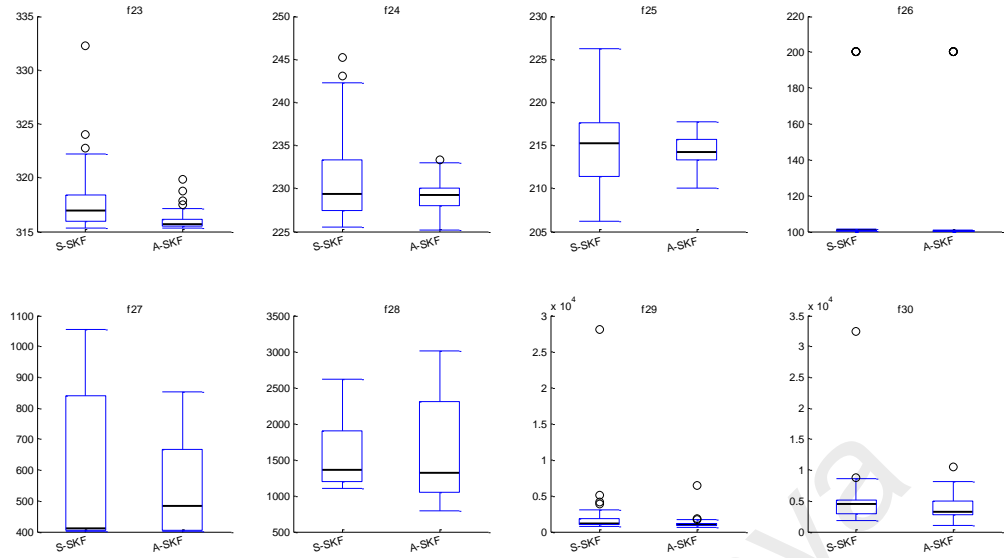 f23
335
330
325
320
315
S-SKF
A-SKF
f24
250
245
240
235
230
225
S-SKF
A-SKF
f25
230
225
220
215
210
205
S-SKF
A-SKF
f26
220
200
180
160
140
120
100
S-SKF
A-SKF
f27
1100
1000
900
800
700
600
500
400
S-SKF
A-SKF
f28
3500
3000
2500
2000
1500
1000
500
S-SKF
A-SKF
f29
x 10^4
3
2.5
2
1.5
1
0.5
0
S-SKF
A-SKF
f30
x 10^4
3.5
3
2.5
2
1.5
1
0.5
0
S-SKF
A-SKF